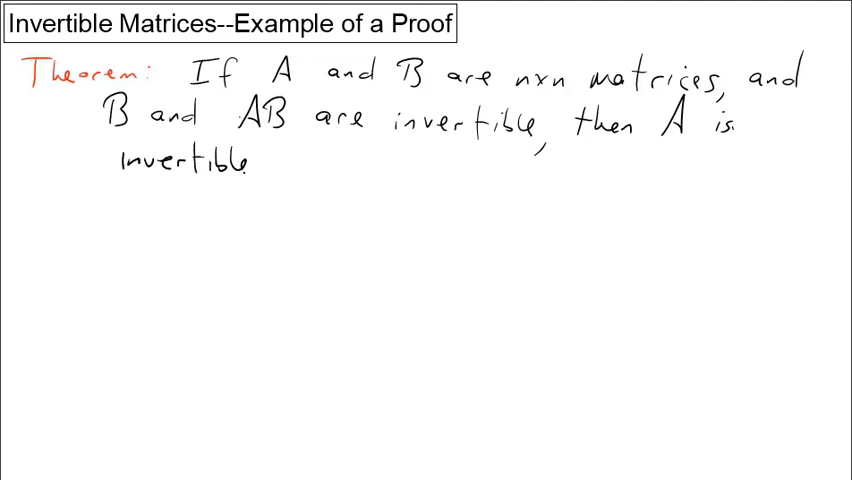 Invertible Matrices--Example of a Proof
Theorem: If A and B are nxn matrices, and
B and AB are invertible, then A is
invertible.